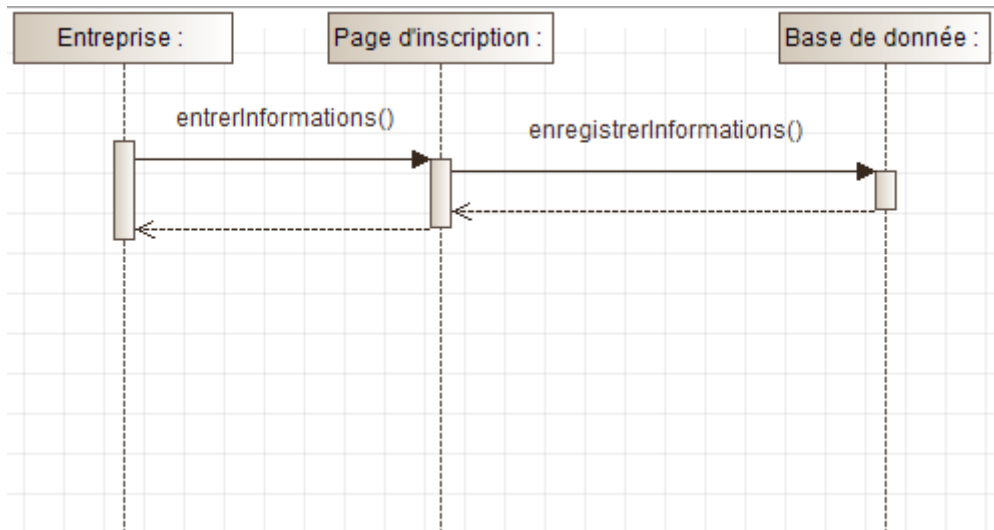 Entreprise :
Page d'inscription :
Base de donnée :
entrerInformations()
enregistrerInformations()